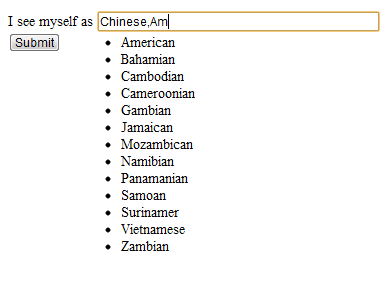 I see myself as Chinese,Am
Submit
American
Bahamian
Cambodian
Cameroonian
Gambian
Jamaican
Mozambican
Namibian
Panamanian
Samoan
Surinamer
Vietnamese
Zambian